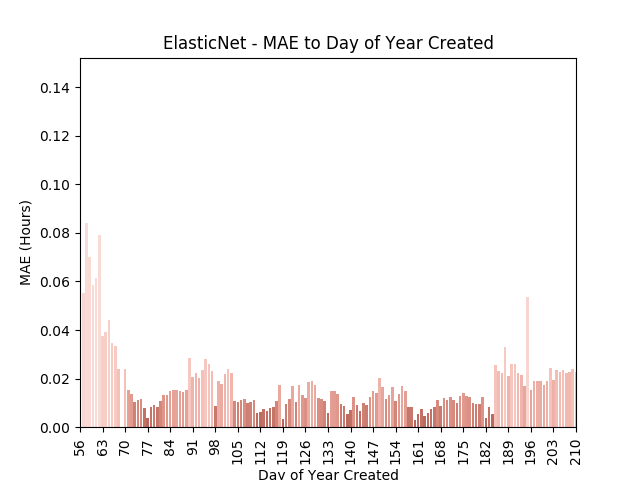 ElasticNet - MAE to Day of Year Created
MAE (Hours)
0.14
0.12
0.10
0.08
0.06
0.04
0.02
0.00
56 63 70 77 84 91 98 105 112 119 126 133 140 147 154 161 168 175 182 189 196 203 210
Day of Year Created